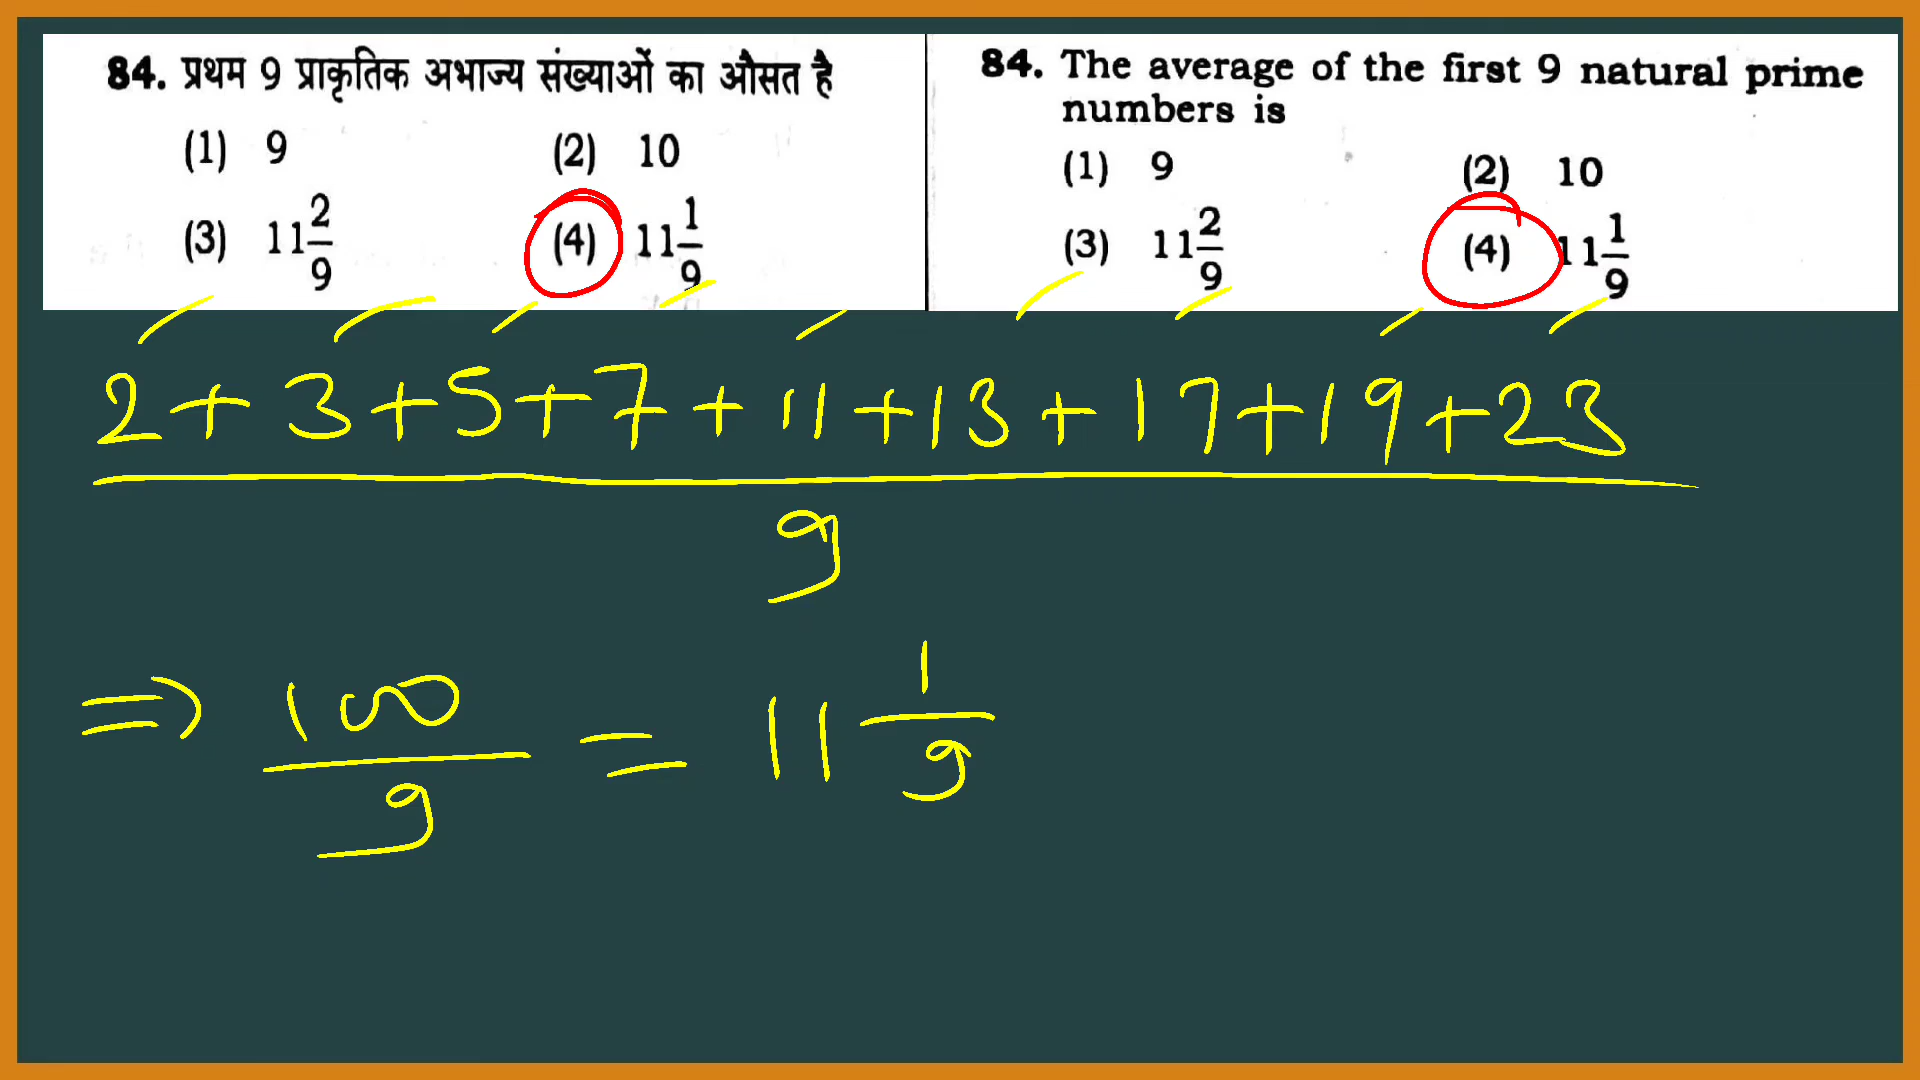 84. प्रथम 9 प्राकृतिक अभाज्य संख्याओं का औसत है
(1) 9 (2) 10
(3) 11 2/9 (4) 11 1/9
84. The average of the first 9 natural prime
numbers is
(1) 9 (2) 10
(3) 11 2/9 (4) 11 1/9
2+3+5+7+11+13+17+19+23
9
⇒ 100/9 = 11 1/9